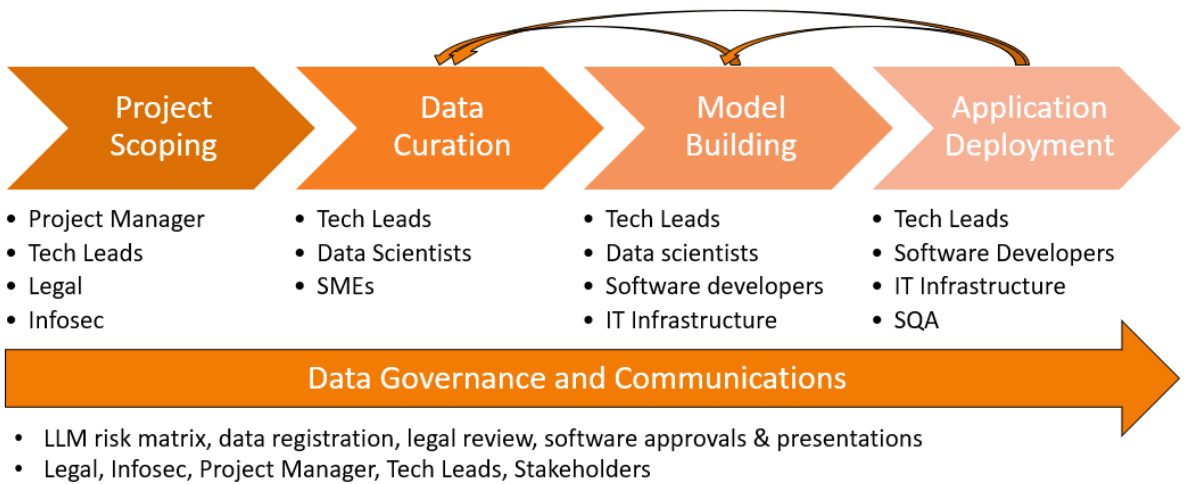 Project
Scoping
Data
Curation
Model
Building
Application
Deployment
• Project Manager
• Tech Leads
• Legal
• Infosec
• Tech Leads
• Data Scientists
• SMEs
• Tech Leads
• Data scientists
• Software developers
• IT Infrastructure
• Tech Leads
• Software Developers
• IT Infrastructure
• SQA
Data Governance and Communications
• LLM risk matrix, data registration, legal review, software approvals & presentations
• Legal, Infosec, Project Manager, Tech Leads, Stakeholders